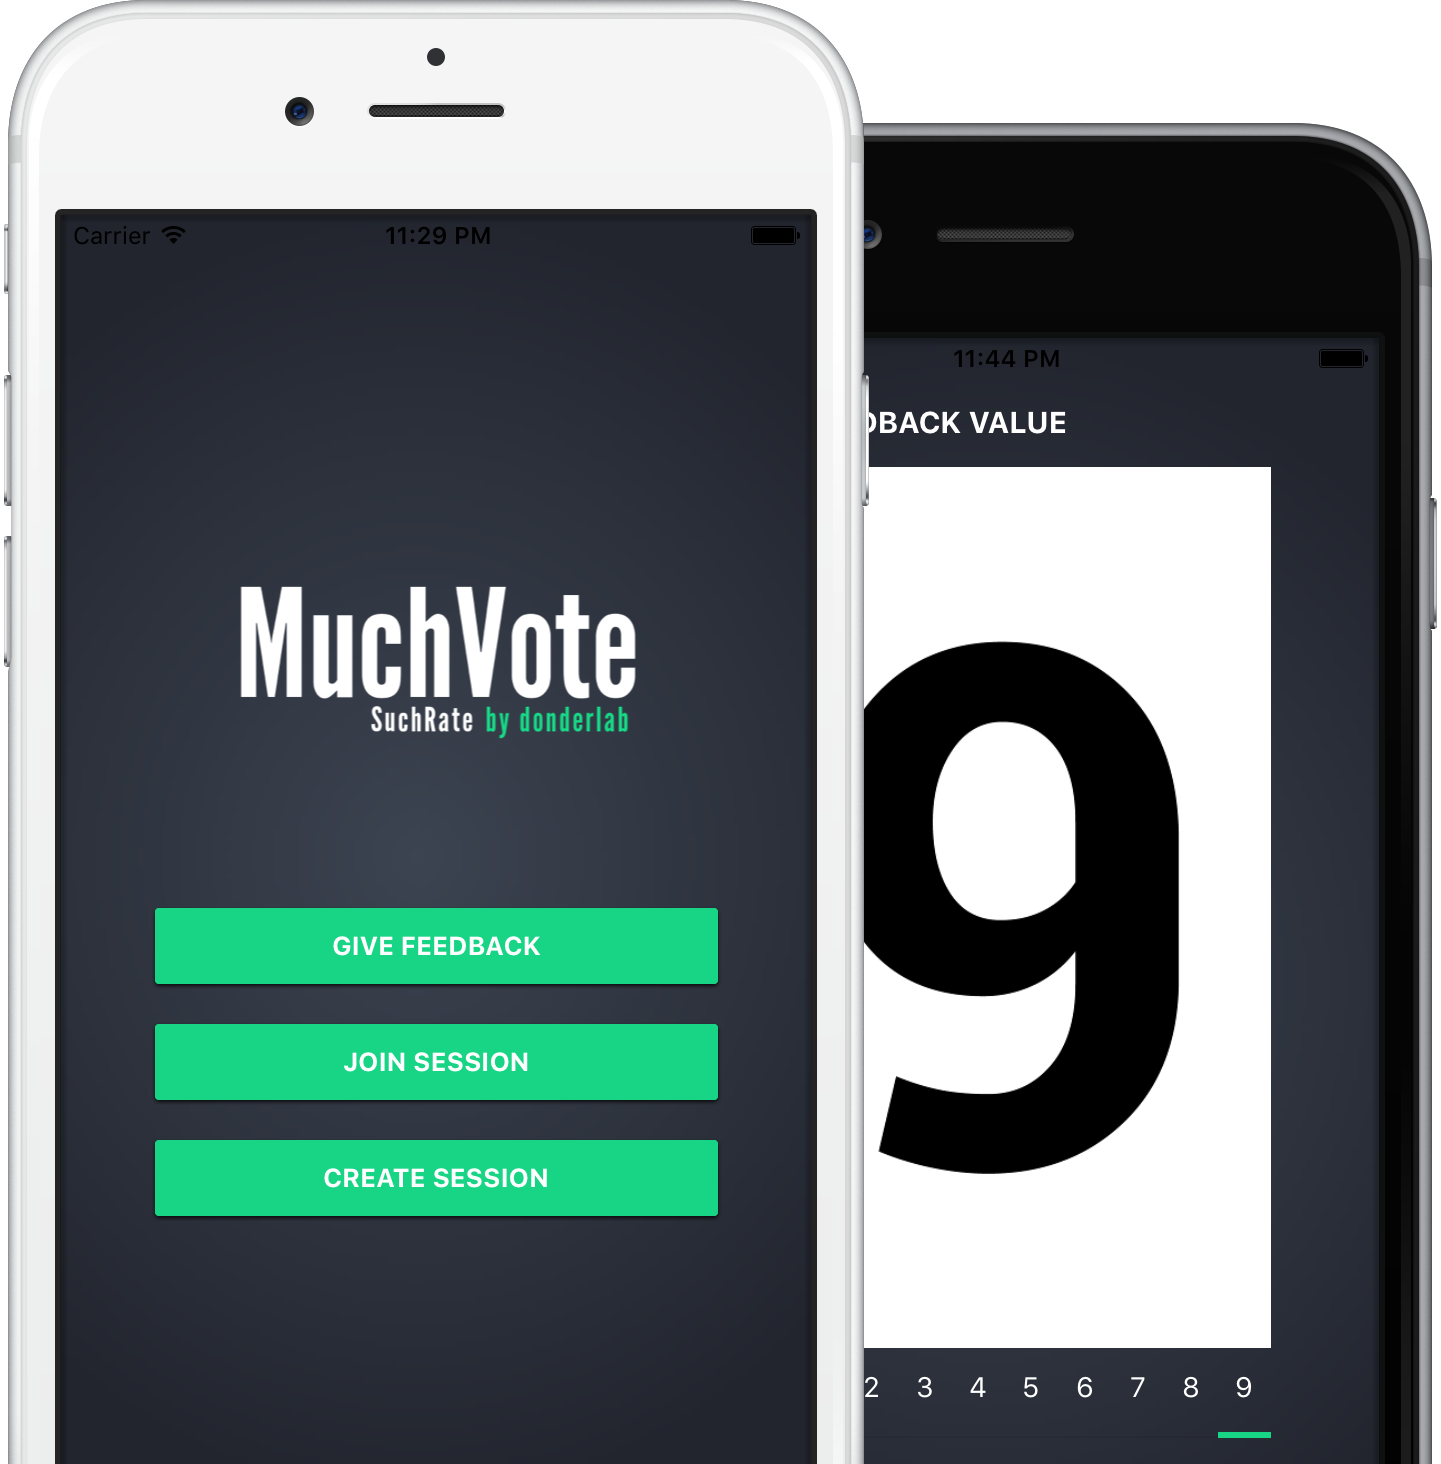 Carrier 11:29 PM
MuchVote
SuchRate by donderlab
GIVE FEEDBACK
JOIN SESSION
CREATE SESSION
11:44 PM
VALUE
9
2 3 4 5 6 7 8 9